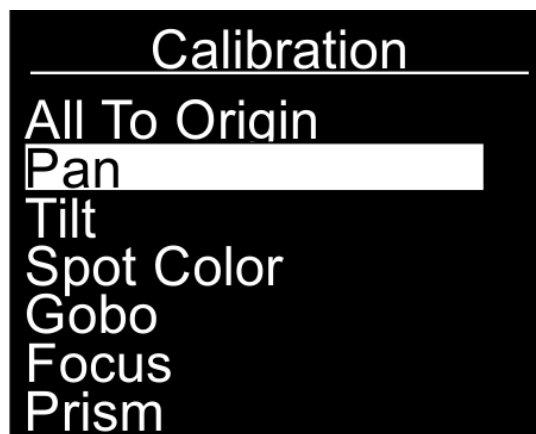 Calibration
All To Origin
Pan
Tilt
Spot Color
Gobo
Focus
Prism